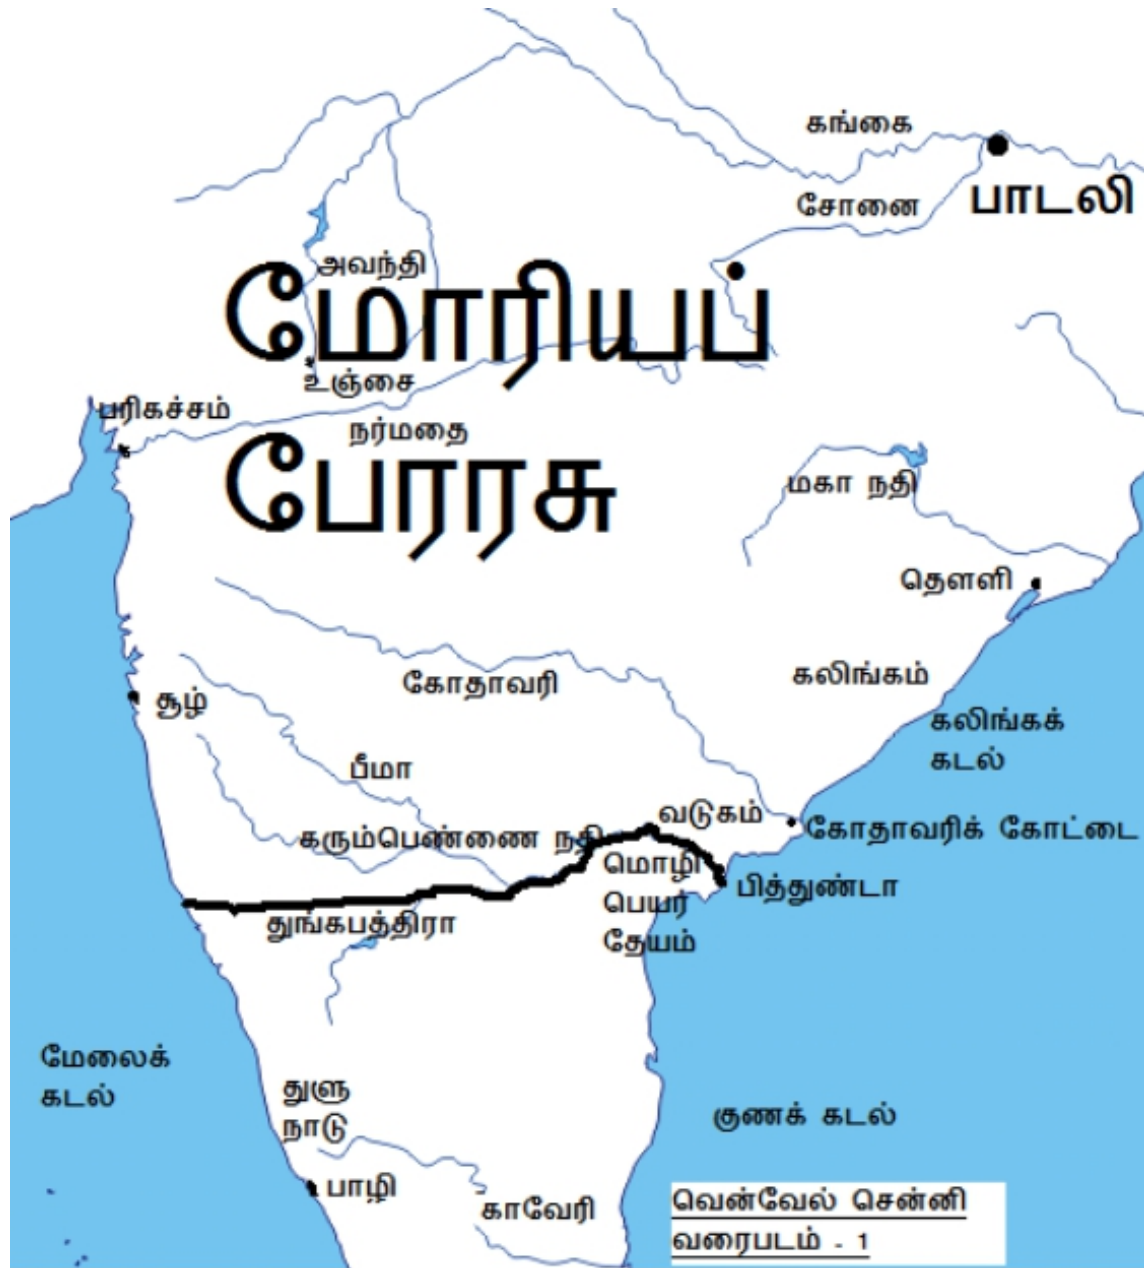 கங்கை
பாடலி
சோனை
அவந்தி
மோரியப்
உஞ்சை
பரிகச்சம்
நர்மதை
பேரரசு
மகா நதி
தௌளி
கோதாவரி
கலிங்கம்
சூழ்
கலிங்கக்
கடல்
பீமா
வடுகம்
கோதாவரிக் கோட்டை
கரும்பெண்ணை நதி
மொழி
பெயர்
தேயம்
பித்துண்டா
துங்கபத்திரா
மேலைக்
கடல்
துளு
நாடு
குணக் கடல்
பாழி
காவேரி
வென்வேல் சென்னி
வரைபடம் - 1